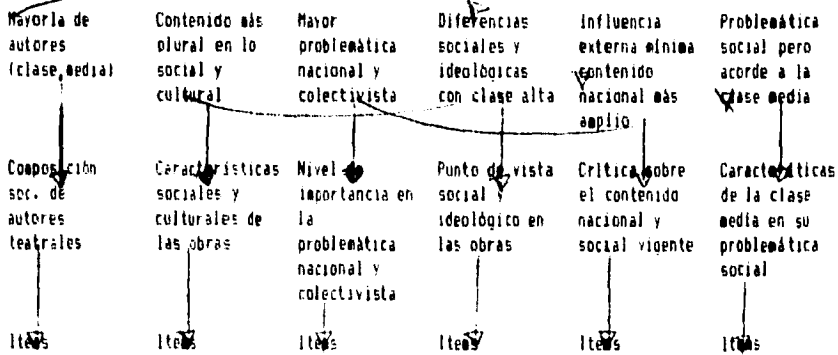 Mayoría de
autores
(clase media)
Contenido más
plural en lo
social y
cultural
Mayor
problemática
nacional y
colectivista
Diferencias
sociales y
ideológicas
con clase alta
Influencia
externa mínima
contenido
nacional más
amplio
Problemática
social pero
acorde a la
clase media
Composición
soc. de
autores
teatrales
Características
sociales y
culturales de
las obras
Nivel de
importancia en
la
problemática
nacional y
colectivista
Punto de vista
social y
ideológico en
las obras
Crítica sobre
el contenido
nacional y
social vigente
Características
de la clase
media en su
problemática
social
Items
Items
Items
Items
Items
Items